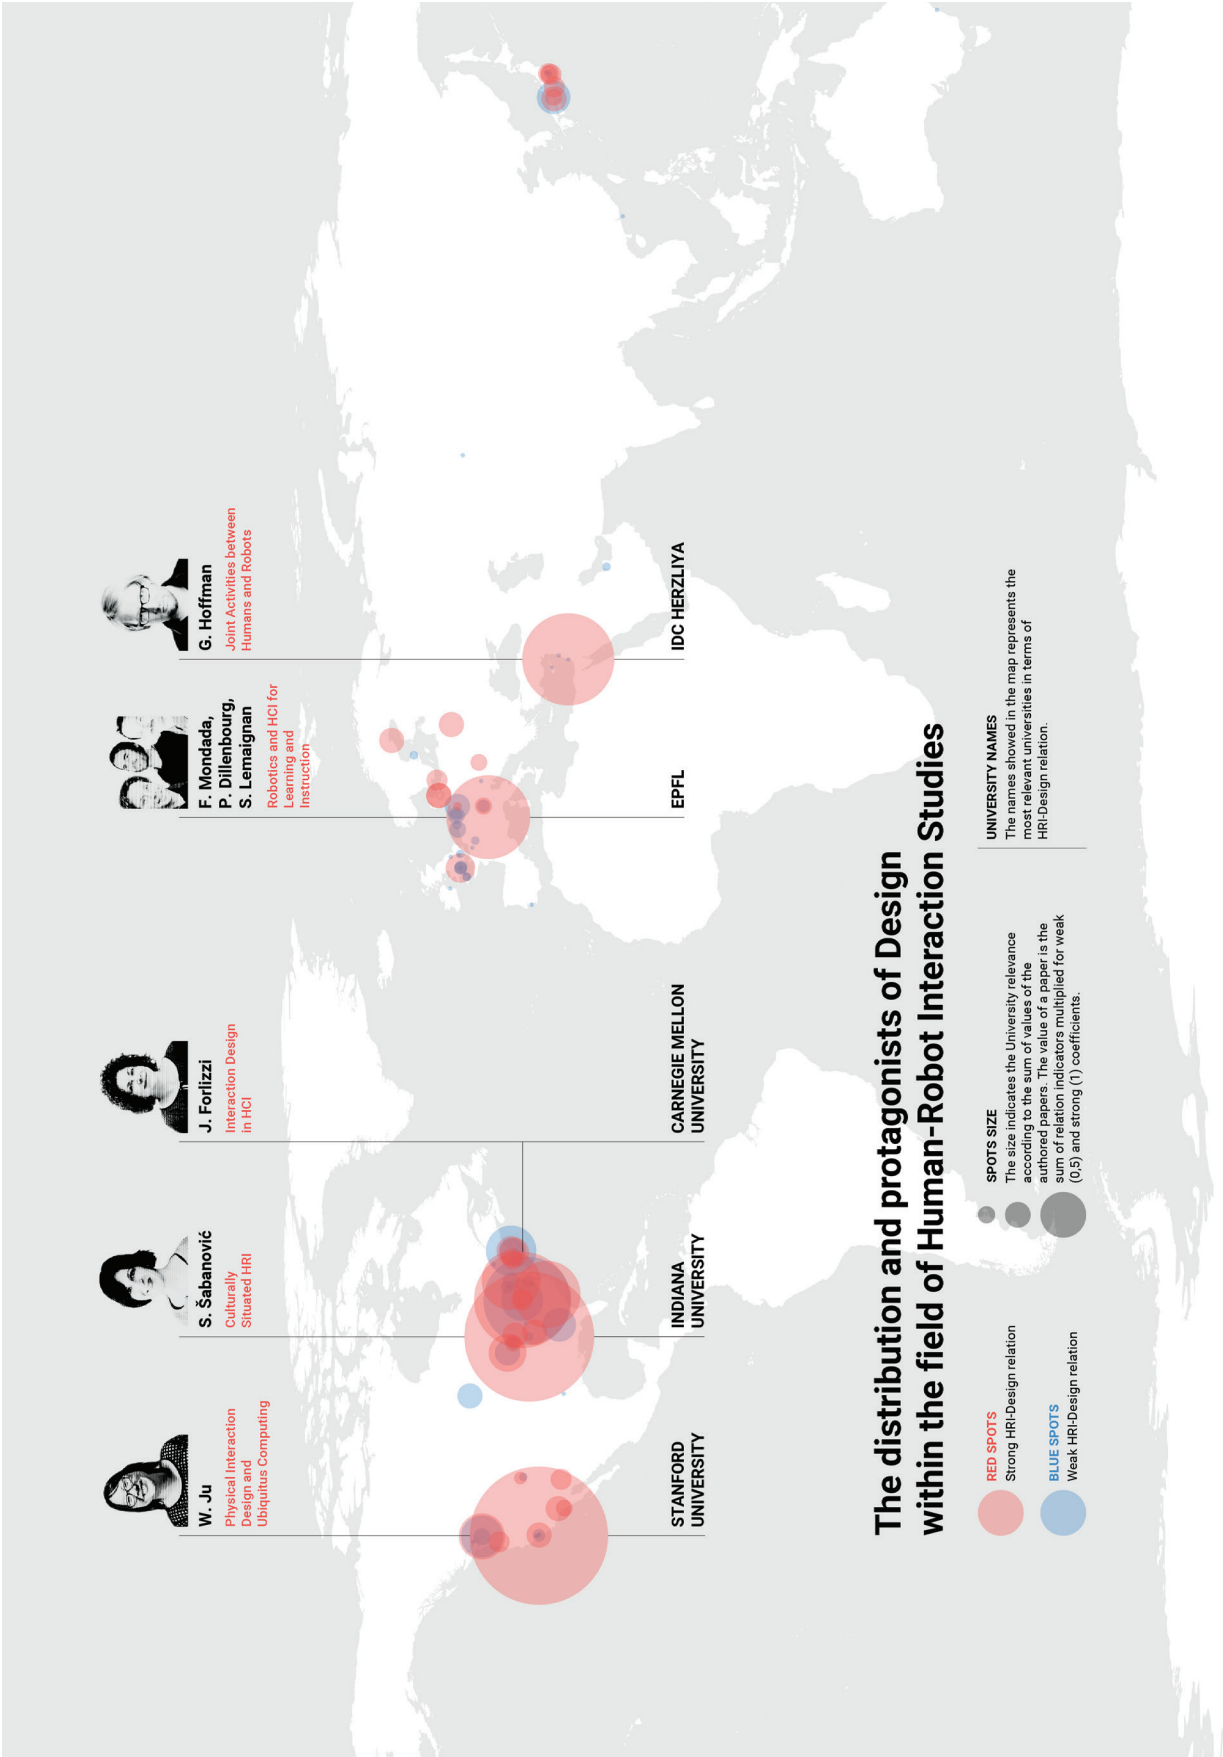 W. Ju
Physical Interaction
Design and
Ubiquitus Computing
S. Šabanović
Culturally
Situated HRI
J. Forlizzi
Interaction Design
in HCI
F. Mondada,
P. Dillenbourg,
S. Lemaignan
Robotics and HCI for
Learning and
Instruction
G. Hoffman
Joint Activities between
Humans and Robots
STANFORD
UNIVERSITY
INDIANA
UNIVERSITY
CARNEGIE MELLON
UNIVERSITY
EPFL
IDC HERZLIYA
The distribution and protagonists of Design
within the field of Human-Robot Interaction Studies
RED SPOTS
Strong HRI-Design relation
BLUE SPOTS
Weak HRI-Design relation
SPOTS SIZE
The size indicates the University relevance
according to the sum of values of the
authored papers. The value of a paper is the
sum of relation indicators multiplied for weak
(0,5) and strong (1) coefficients.
UNIVERSITY NAMES
The names showed in the map represents the
most relevant universities in terms of
HRI-Design relation.